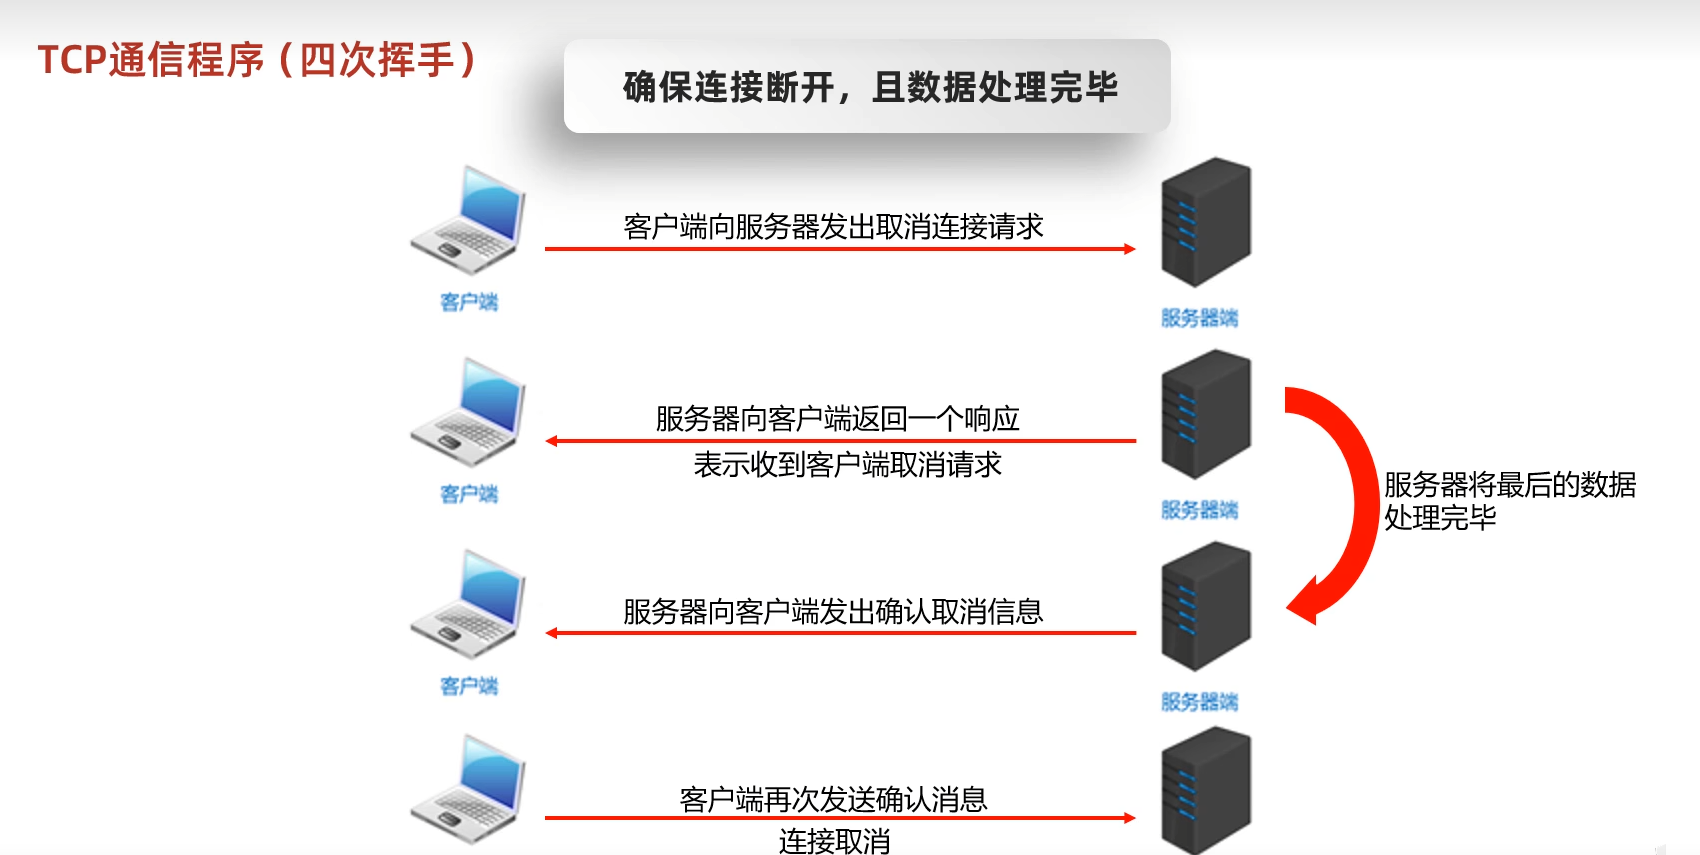 TCP通信程序（四次挥手）
确保连接断开，且数据处理完毕
客户端向服务器发出取消连接请求
客户端
服务器端
服务器向客户端返回一个响应
表示收到客户端取消请求
客户端
服务器端
服务器将最后的数据
处理完毕
服务器向客户端发出确认取消信息
客户端
服务器端
客户端再次发送确认消息
连接取消